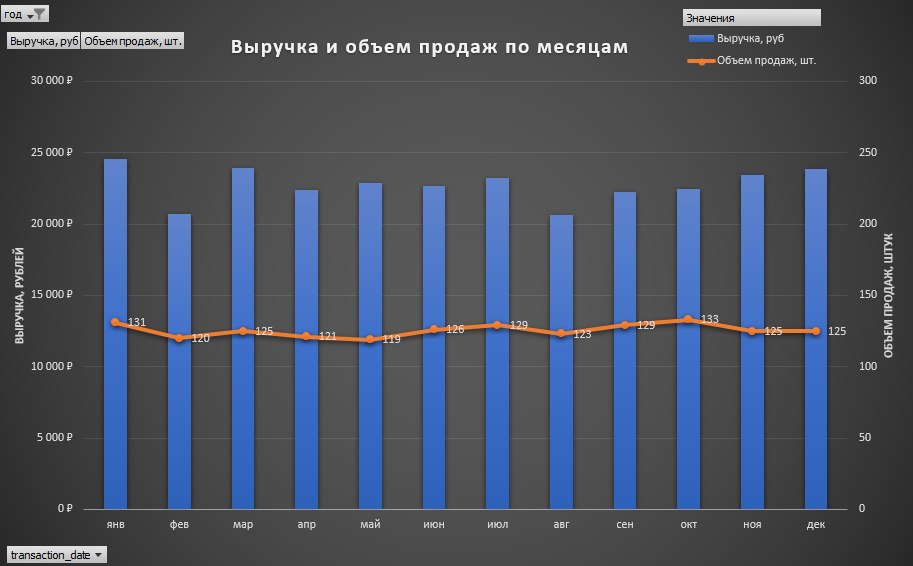 год
Выручка, руб Объем продаж, шт.
Выручка и объем продаж по месяцам
Значения
Выручка, руб
Объем продаж, шт.
30 000 ₽
25 000 ₽
20 000 ₽
15 000 ₽
10 000 ₽
5 000 ₽
0 ₽
ВЫРУЧКА, РУБЛЕЙ
131
120
125
121
119
126
129
123
129
133
125
125
300
250
200
150
100
50
0
ОБЪЕМ ПРОДАЖ, ШТУК
янв фев мар апр май июн июл авг сен окт ноя дек
transaction_date